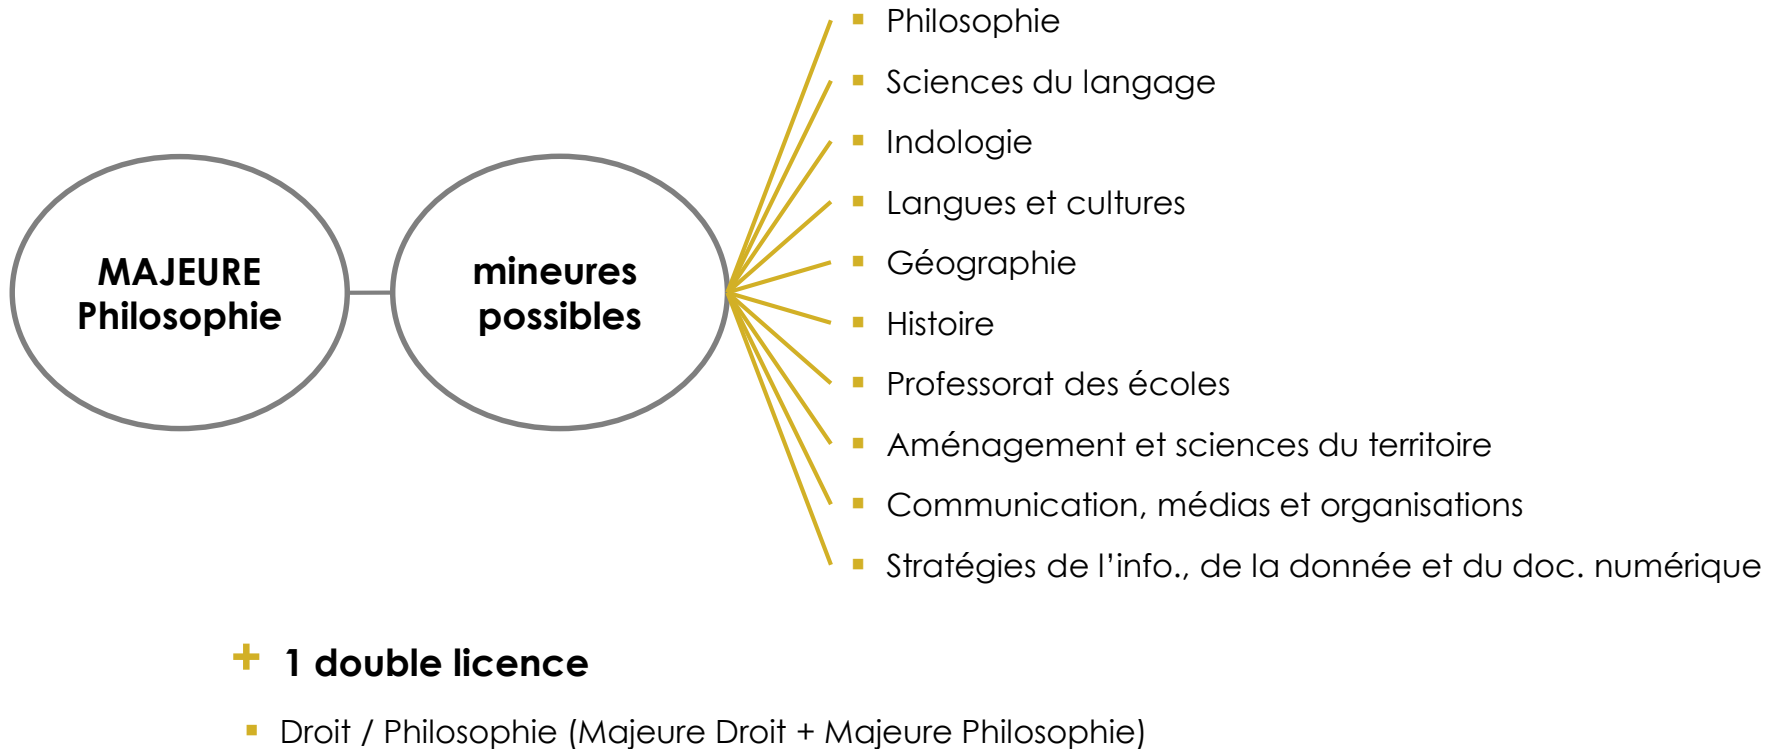 MAJEURE
Philosophie
mineures
possibles
▪ Philosophie
▪ Sciences du langage
▪ Indologie
▪ Langues et cultures
▪ Géographie
▪ Histoire
▪ Professorat des écoles
▪ Aménagement et sciences du territoire
▪ Communication, médias et organisations
▪ Stratégies de l’info., de la donnée et du doc. numérique
+ 1 double licence
▪ Droit / Philosophie (Majeure Droit + Majeure Philosophie)